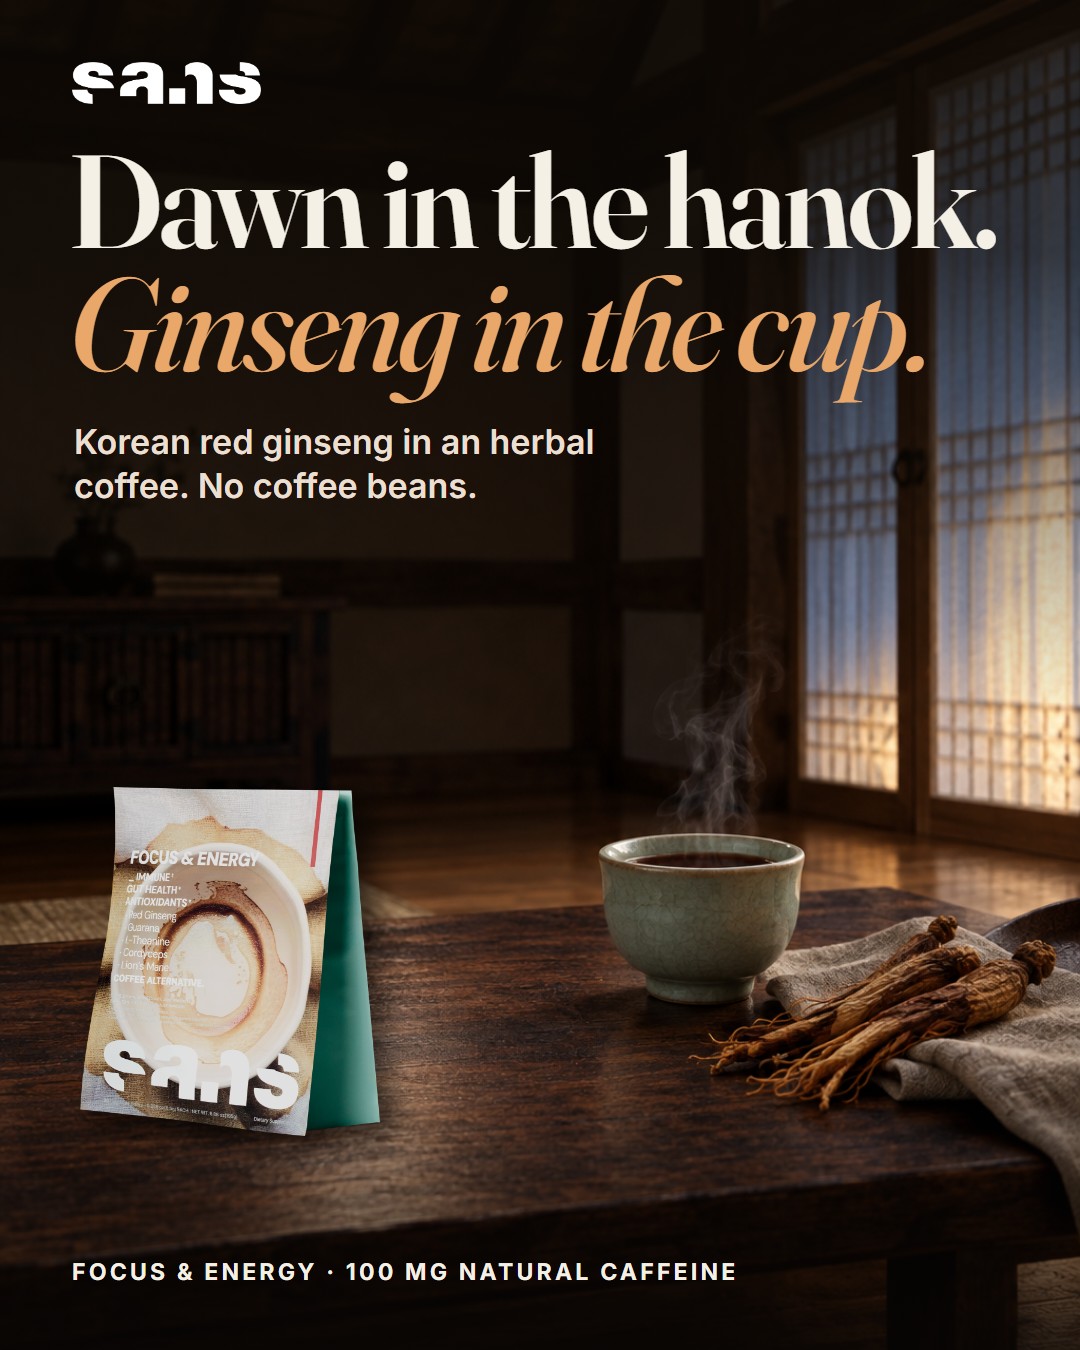 sans
Dawn in the hanok.
Ginseng in the cup.
Korean red ginseng in an herbal
coffee. No coffee beans.
FOCUS & ENERGY
_ IMMUNE†
GUT HEALTH†
ANTIOXIDANTS†
Red Ginseng
Guarana
L-Theanine
Cordyceps
Lion's Mane
COFFEE ALTERNATIVE.
sans
Dietary
FOCUS & ENERGY · 100 MG NATURAL CAFFEINE